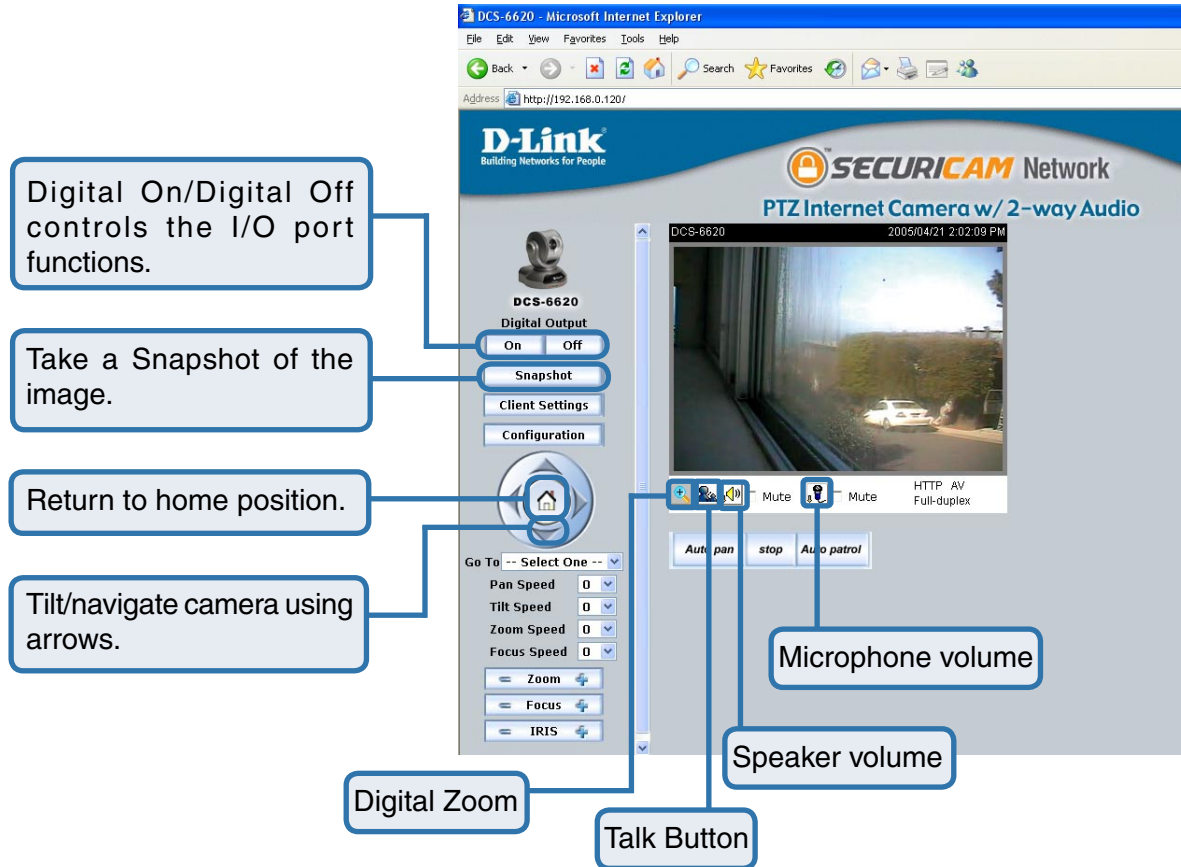 DCS-6620 - Microsoft Internet Explorer
File Edit View Favorites Tools Help
Back Search Favorites
Address http://192.168.0.120/
D-Link
Building Networks for People
SECURICAM Network
TM
PTZ Internet Camera w/ 2-way Audio
Digital On/Digital Off
controls the I/O port
functions.
Take a Snapshot of the
image.
Return to home position.
Tilt/navigate camera using
arrows.
DCS-6620
Digital Output
On Off
Snapshot
Client Settings
Configuration
Go To -- Select One --
Pan Speed 0
Tilt Speed 0
Zoom Speed 0
Focus Speed 0
Zoom
Focus
IRIS
DCS-6620 2005/04/21 2:02:09 PM
Mute Mute HTTP AV
Full-duplex
Auto pan stop Auto patrol
Microphone volume
Speaker volume
Digital Zoom
Talk Button